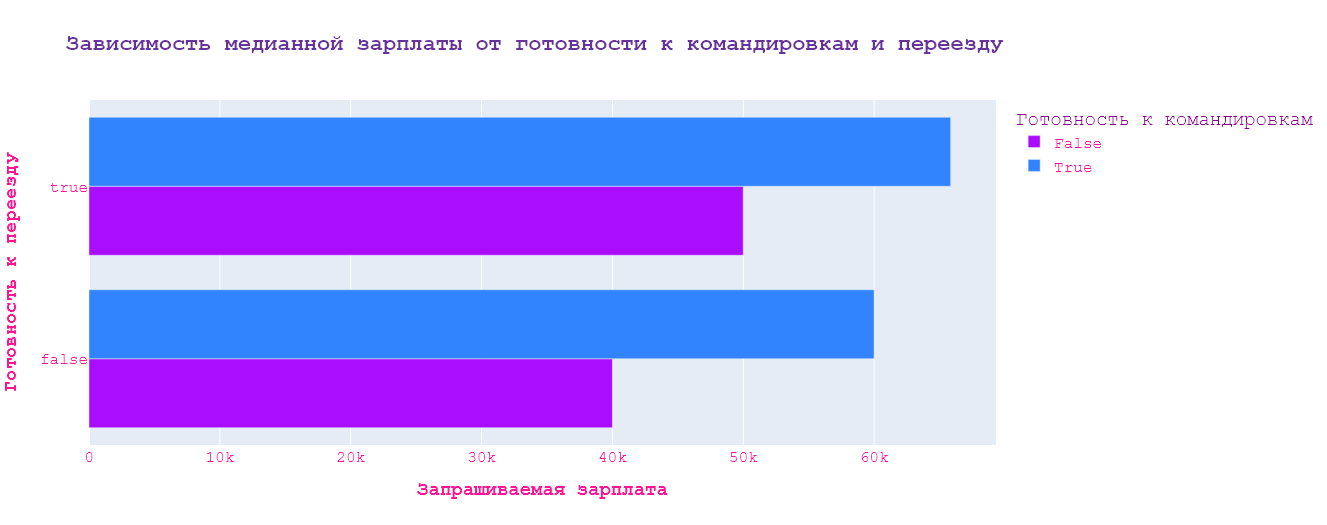 Зависимость медианной зарплаты от готовности к командировкам и переезду
Готовность к командировкам
False
True
Готовность к переезду
true
false
0 10k 20k 30k 40k 50k 60k
Запрашиваемая зарплата